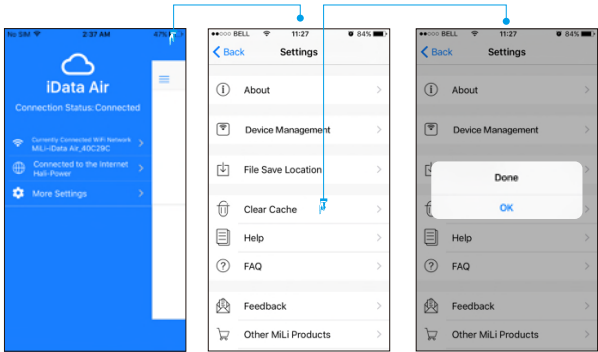 No SIM 2:37 AM 47%
iData Air
Connection Status:Connected
Currently Connected WiFi Network
MiLi-iData Air_40C29C
Connected to the Internet
Hali-Power
More Settings
BELL 11:27 84%
Back Settings
About
Device Management
File Save Location
Clear Cache
Help
FAQ
Feedback
Other MiLi Products
BELL 11:27 84%
Back Settings
About
Device Management
Done
OK
Help
FAQ
Feedback
Other MiLi Products